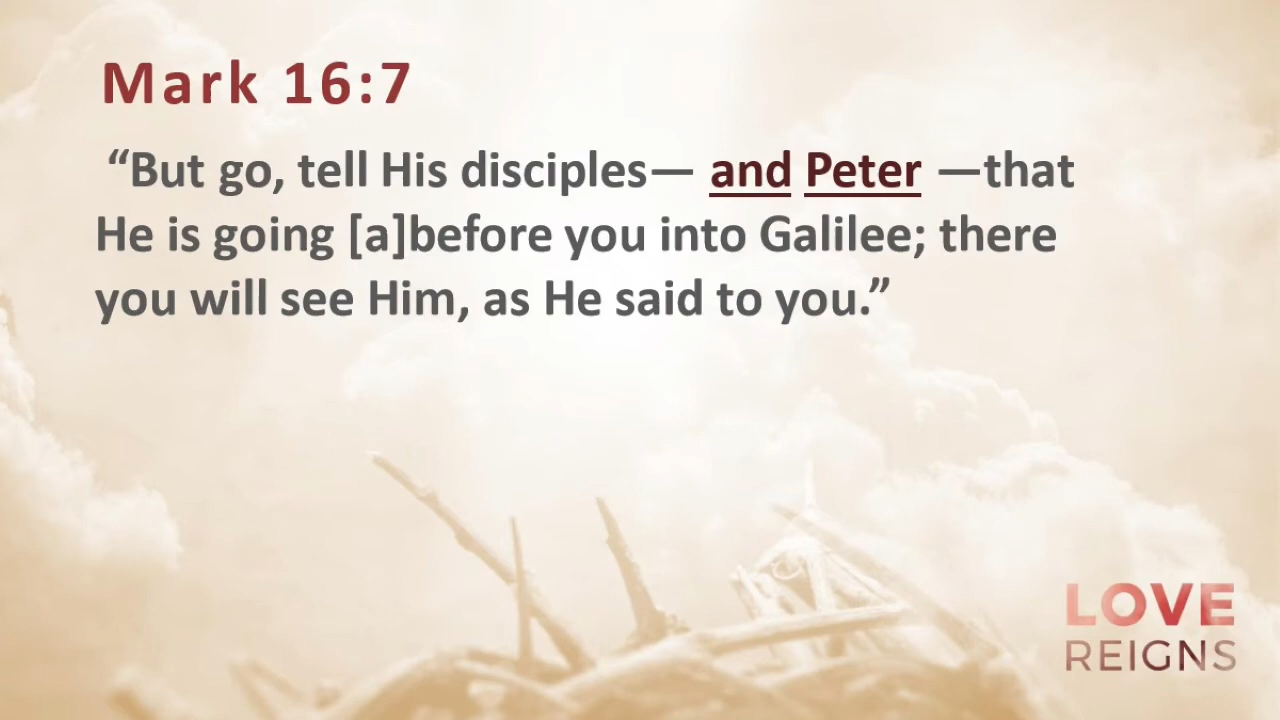 Mark 16:7
“But go, tell His disciples— and Peter —that
He is going [a]before you into Galilee; there
you will see Him, as He said to you.”
LOVE
REIGNS